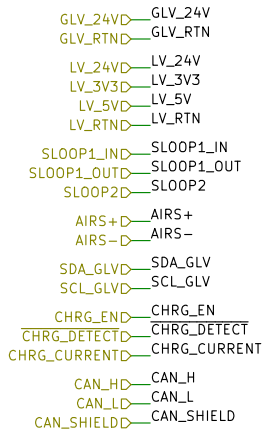 GLV_24V GLV_24V
GLV_RTN GLV_RTN
LV_24V LV_24V
LV_3V3 LV_3V3
LV_5V LV_5V
LV_RTN LV_RTN
SLOOP1_IN SLOOP1_IN
SLOOP1_OUT SLOOP1_OUT
SLOOP2 SLOOP2
AIRS+ AIRS+
AIRS− AIRS−
SDA_GLV SDA_GLV
SCL_GLV SCL_GLV
CHRG_EN CHRG_EN
CHRG_DETECT CHRG_DETECT
CHRG_CURRENT CHRG_CURRENT
CAN_H CAN_H
CAN_L CAN_L
CAN_SHIELD CAN_SHIELD